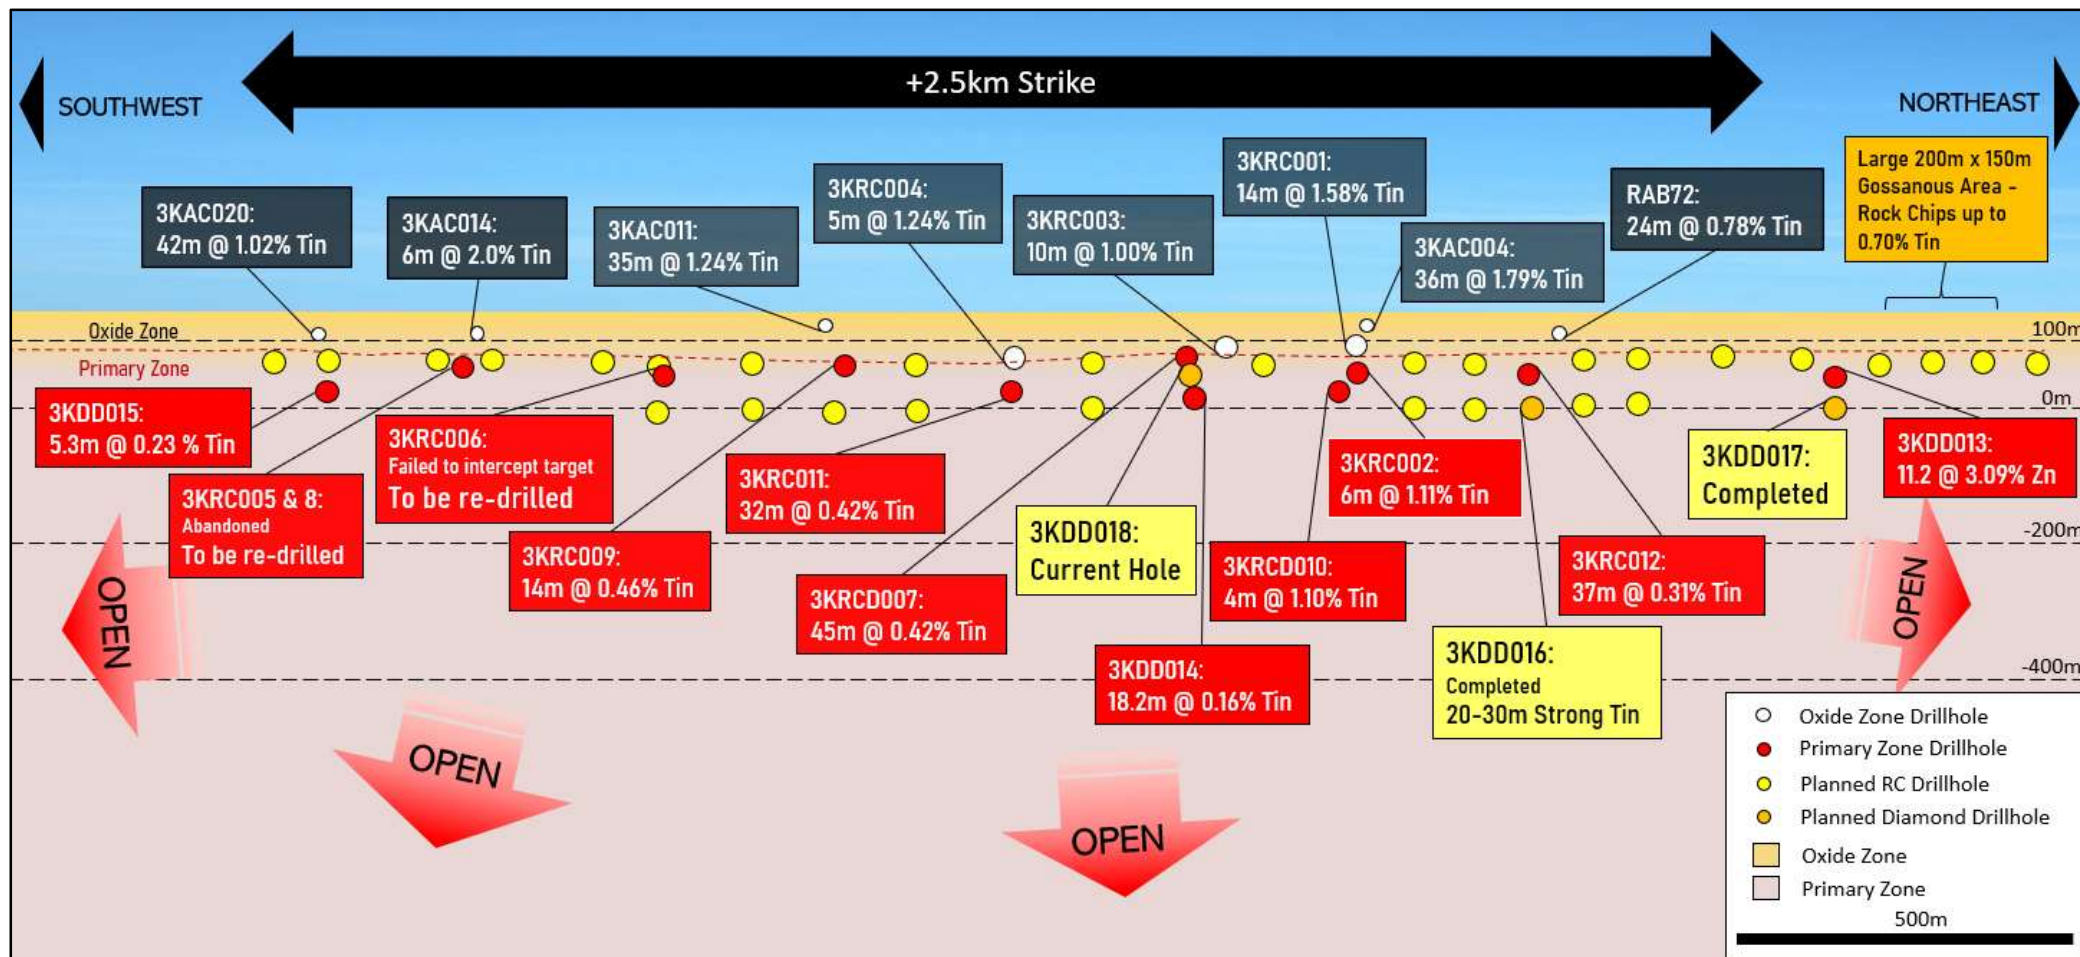 +2.5km Strike
SOUTHWEST
NORTHEAST
3KAC020:
42m @ 1.02% Tin
3KAC014:
6m @ 2.0% Tin
3KAC011:
35m @ 1.24% Tin
3KRC004:
5m @ 1.24% Tin
3KRC003:
10m @ 1.00% Tin
3KRC001:
14m @ 1.58% Tin
3KAC004:
36m @ 1.79% Tin
RAB72:
24m @ 0.78% Tin
Large 200m x 150m
Gossanous Area -
Rock Chips up to
0.70% Tin
Oxide Zone
100m
Primary Zone
0m
3KDD015:
5.3m @ 0.23 % Tin
3KRC005 & 8:
Abandoned
To be re-drilled
3KRC006:
Failed to intercept target
To be re-drilled
3KRC009:
14m @ 0.46% Tin
3KRC011:
32m @ 0.42% Tin
3KRCD007:
45m @ 0.42% Tin
3KDD018:
Current Hole
3KDD014:
18.2m @ 0.16% Tin
3KRCD010:
4m @ 1.10% Tin
3KRC002:
6m @ 1.11% Tin
3KDD016:
Completed
20-30m Strong Tin
3KRC012:
37m @ 0.31% Tin
3KDD017:
Completed
3KDD013:
11.2 @ 3.09% Zn
-200m
-400m
OPEN
OPEN
OPEN
OPEN
Oxide Zone Drillhole
Primary Zone Drillhole
Planned RC Drillhole
Planned Diamond Drillhole
Oxide Zone
Primary Zone
500m